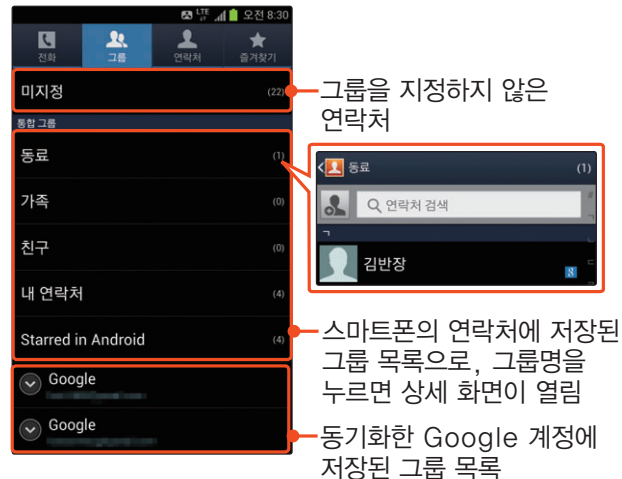 LTE 오전 8:30
전화 그룹 연락처 즐겨찾기
미지정 (22)
그룹을 지정하지 않은
연락처
통합 그룹
동료 (1)
가족 (0)
친구 (0)
내 연락처 (4)
Starred in Android (4)
동료 (1)
연락처 검색
ㄱ
김반장 8
스마트폰의 연락처에 저장된
그룹 목록으로, 그룹명을
누르면 상세 화면이 열림
Google
Google
동기화한 Google 계정에
저장된 그룹 목록